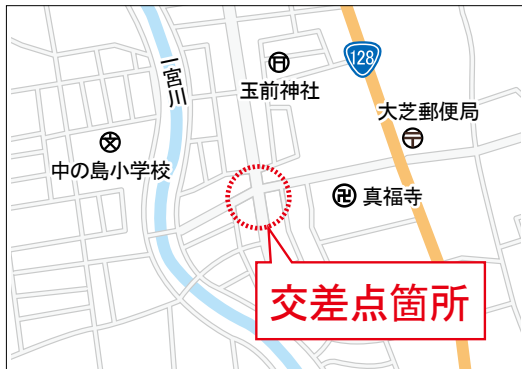 一宮川
128
玉前神社
大芝郵便局
中の島小学校
真福寺
交差点箇所